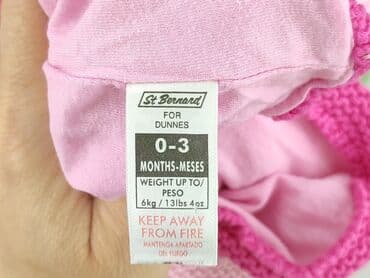 St Bernard
FOR
DUNNES
0-3
MONTHS-MESES
WEIGHT UP TO/
PESO
6kg / 13lbs 4oz
KEEP AWAY
FROM FIRE
MANTENGA APARTADO
DEL FUEGO